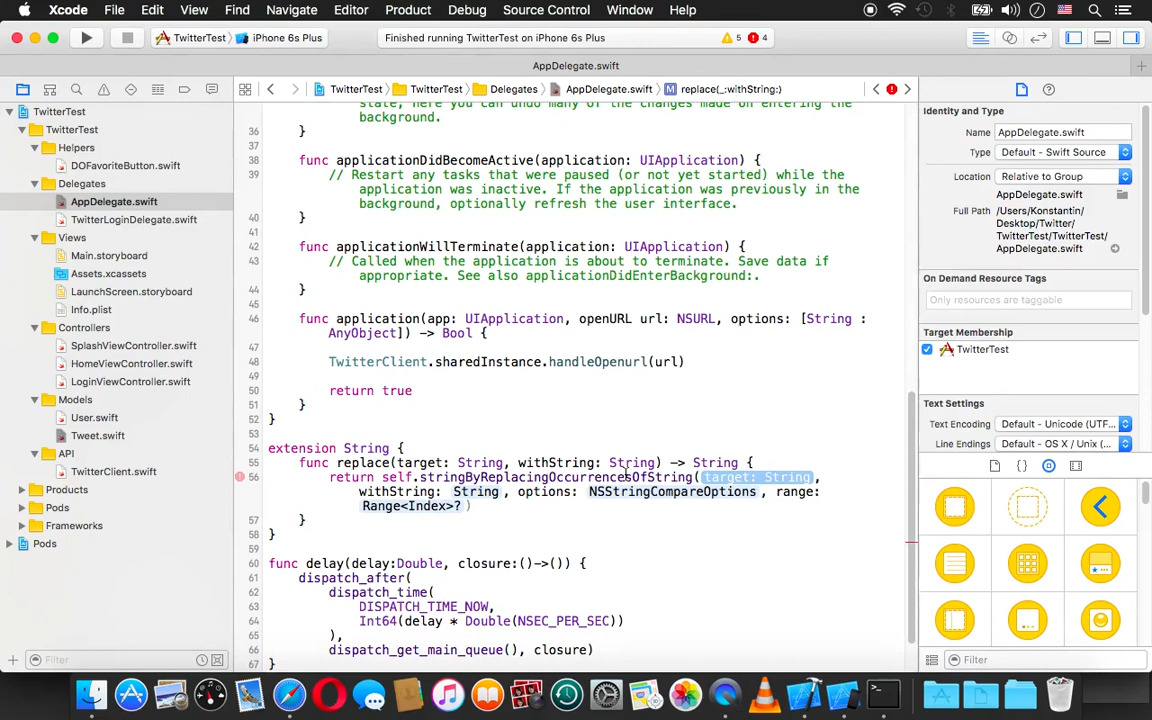 Xcode File Edit View Find Navigate Editor Product Debug Source Control Window Help
TwitterTest iPhone 6s Plus Finished running TwitterTest on iPhone 6s Plus 5 4
AppDelegate.swift
TwitterTest TwitterTest Delegates AppDelegate.swift M replace(_:withString:)
TwitterTest
TwitterTest
Helpers
DOFavoriteButton.swift
Delegates
AppDelegate.swift
TwitterLoginDelegate.swift
Views
Main.storyboard
Assets.xcassets
LaunchScreen.storyboard
Info.plist
Controllers
SplashViewController.swift
HomeViewController.swift
LoginViewController.swift
Models
User.swift
Tweet.swift
API
TwitterClient.swift
Products
Pods
Frameworks
Pods
Filter
state, here you can undo many of the changes made on entering the
background.
36 }
37
38 func applicationDidBecomeActive(application: UIApplication) {
39 // Restart any tasks that were paused (or not yet started) while the
application was inactive. If the application was previously in the
background, optionally refresh the user interface.
40 }
41
42 func applicationWillTerminate(application: UIApplication) {
43 // Called when the application is about to terminate. Save data if
appropriate. See also applicationDidEnterBackground:.
44 }
45
46 func application(app: UIApplication, openURL url: NSURL, options: [String :
AnyObject]) -> Bool {
47
48 TwitterClient.sharedInstance.handleOpenurl(url)
49
50 return true
51 }
52 }
53
54 extension String {
55 func replace(target: String, withString: String) -> String {
56 return self.stringByReplacingOccurrencesOfString(target: String,
withString: String, options: NSStringCompareOptions, range:
Range<Index>?)
57 }
58 }
59
60 func delay(delay:Double, closure:()->()) {
61 dispatch_after(
62 dispatch_time(
63 DISPATCH_TIME_NOW,
64 Int64(delay * Double(NSEC_PER_SEC))
65 ),
66 dispatch_get_main_queue(), closure)
67 }
Identity and Type
Name AppDelegate.swift
Type Default - Swift Source
Location Relative to Group
AppDelegate.swift
Full Path /Users/Konstantin/
Desktop/Twitter/
TwitterTest/TwitterTest/
AppDelegate.swift
On Demand Resource Tags
Only resources are taggable
Target Membership
TwitterTest
Text Settings
Text Encoding Default - Unicode (UTF...
Line Endings Default - OS X / Unix (...
Filter